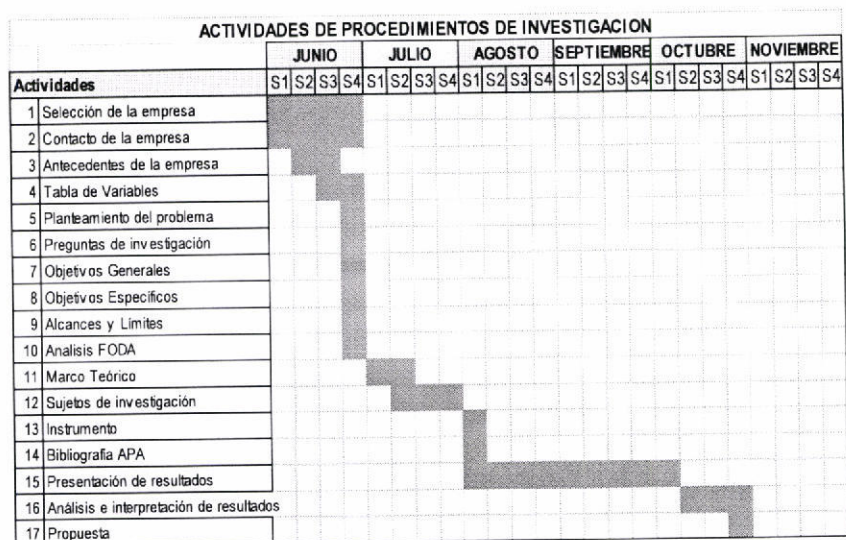 ACTIVIDADES DE PROCEDIMIENTOS DE INVESTIGACION
JUNIO JULIO AGOSTO SEPTIEMBRE OCTUBRE NOVIEMBRE
Actividades S1 S2 S3 S4 S1 S2 S3 S4 S1 S2 S3 S4 S1 S2 S3 S4 S1 S2 S3 S4 S1 S2 S3 S4
1 Selección de la empresa
2 Contacto de la empresa
3 Antecedentes de la empresa
4 Tabla de Variables
5 Planteamiento del problema
6 Preguntas de investigación
7 Objetivos Generales
8 Objetivos Específicos
9 Alcances y Límites
10 Analisis FODA
11 Marco Teórico
12 Sujetos de investigación
13 Instrumento
14 Bibliografía APA
15 Presentación de resultados
16 Análisis e interpretación de resultados
17 Propuesta